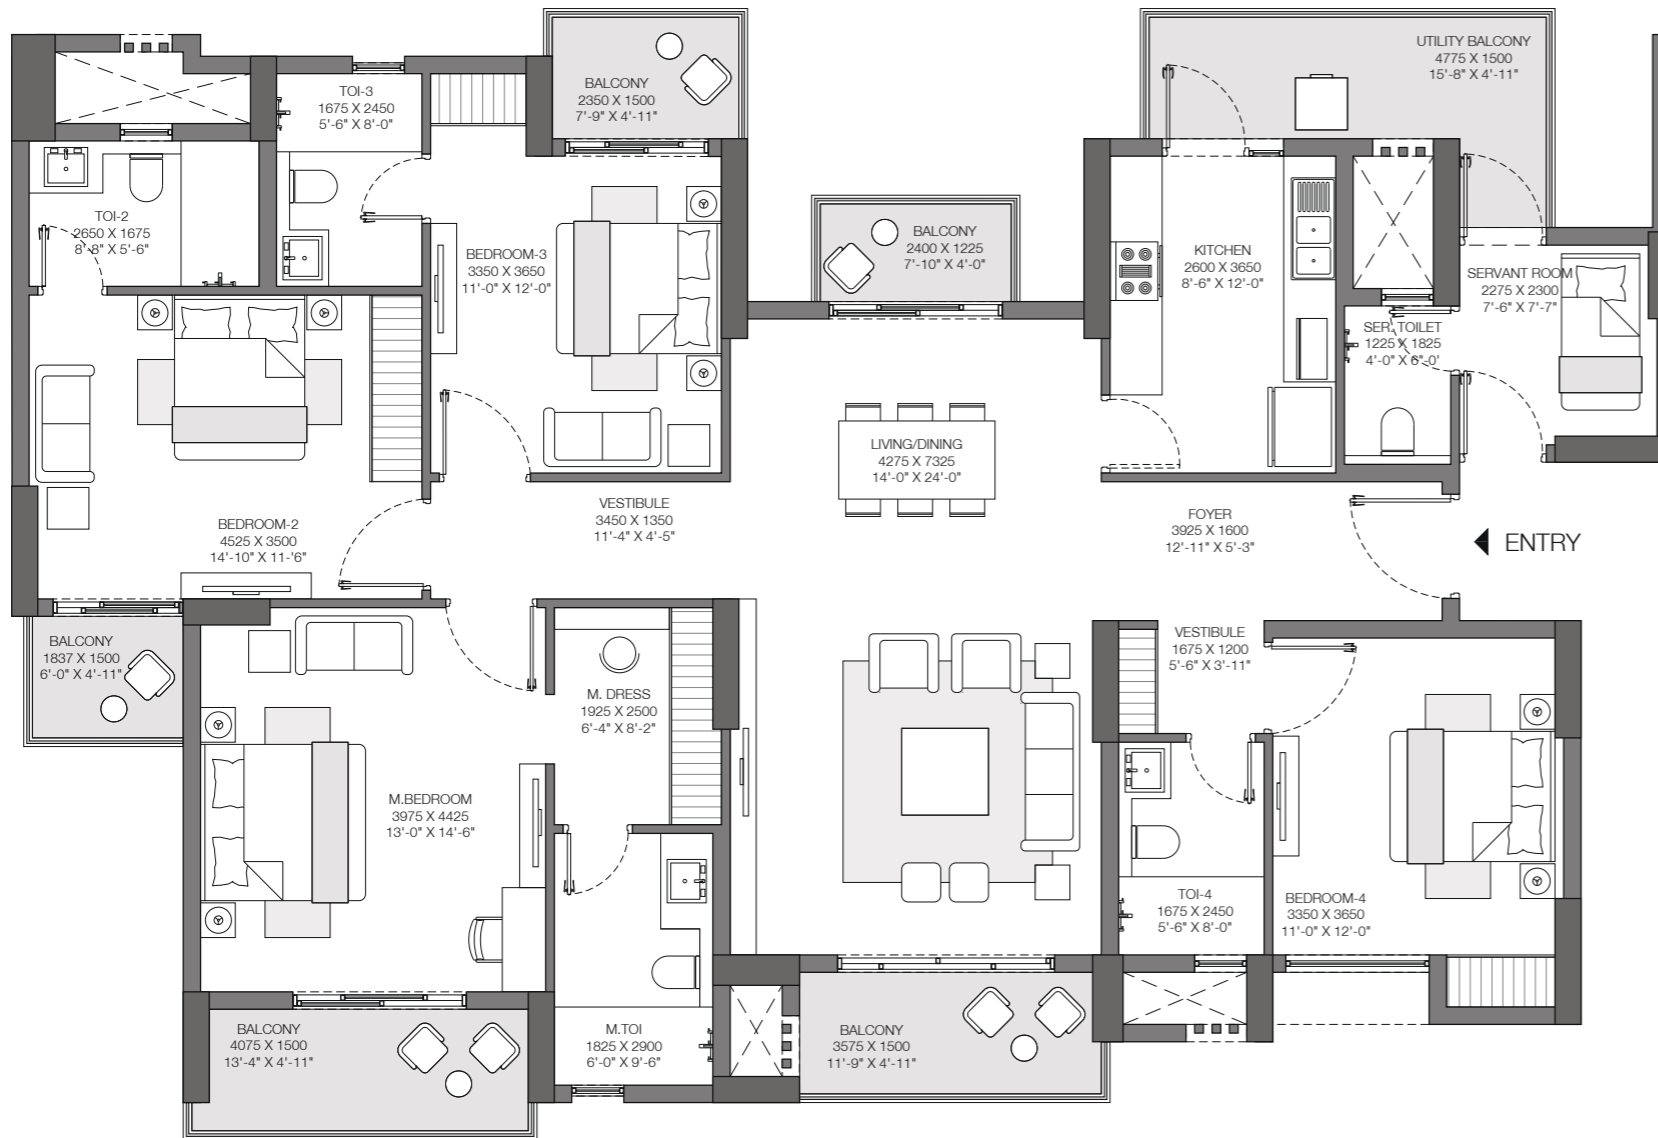 UTILITY BALCONY
4775 X 1500
15'-8" X 4'-11"
BALCONY
2350 X 1500
7'-9" X 4'-11"
TOI-3
1675 X 2450
5'-6" X 8'-0"
TOI-2
2650 X 1675
8'-8" X 5'-6"
BEDROOM-3
3350 X 3650
11'-0" X 12'-0"
BALCONY
2400 X 1225
7'-10" X 4'-0"
KITCHEN
2600 X 3650
8'-6" X 12'-0"
SERVANT ROOM
2275 X 2300
7'-6" X 7'-7"
SER. TOILET
1225 X 1825
4'-0" X 6'-0'
LIVING/DINING
4275 X 7325
14'-0" X 24'-0"
BEDROOM-2
4525 X 3500
14'-10" X 11-'6"
VESTIBULE
3450 X 1350
11'-4" X 4'-5"
FOYER
3925 X 1600
12'-11" X 5'-3"
ENTRY
BALCONY
1837 X 1500
6'-0" X 4'-11"
VESTIBULE
1675 X 1200
5'-6" X 3'-11"
M. DRESS
1925 X 2500
6'-4" X 8'-2"
M.BEDROOM
3975 X 4425
13'-0" X 14'-6"
TOI-4
1675 X 2450
5'-6" X 8'-0"
BEDROOM-4
3350 X 3650
11'-0" X 12'-0"
BALCONY
4075 X 1500
13'-4" X 4'-11"
M.TOI
1825 X 2900
6'-0" X 9'-6"
BALCONY
3575 X 1500
11'-9" X 4'-11"